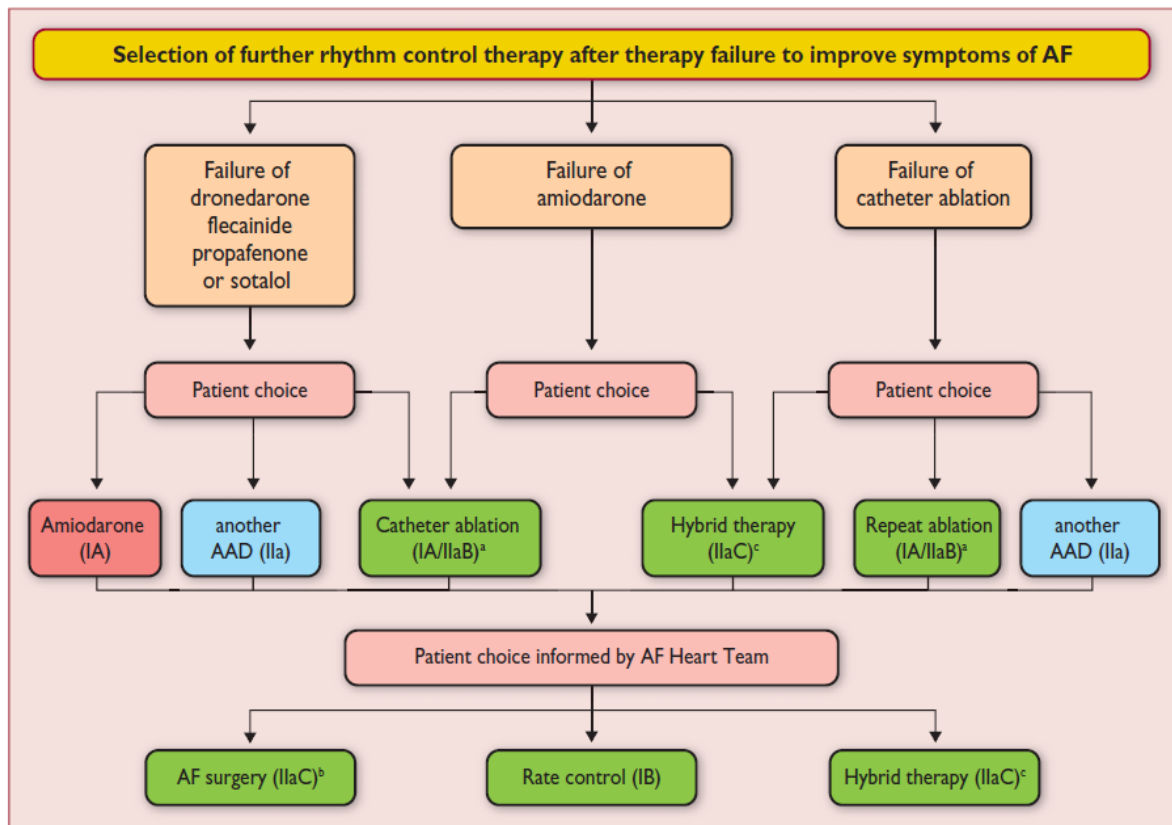 Selection of further rhythm control therapy after therapy failure to improve symptoms of AF
Failure of
dronedarone
flecainide
propafenone
or sotalol
Failure of
amiodarone
Failure of
catheter ablation
Patient choice
Patient choice
Patient choice
Amiodarone
(IA)
another
AAD (IIa)
Catheter ablation
(IA/IIaB)ᵃ
Hybrid therapy
(IIaC)ᶜ
Repeat ablation
(IA/IIaB)ᵃ
another
AAD (IIa)
Patient choice informed by AF Heart Team
AF surgery (IIaC)ᵇ
Rate control (IB)
Hybrid therapy (IIaC)ᶜ